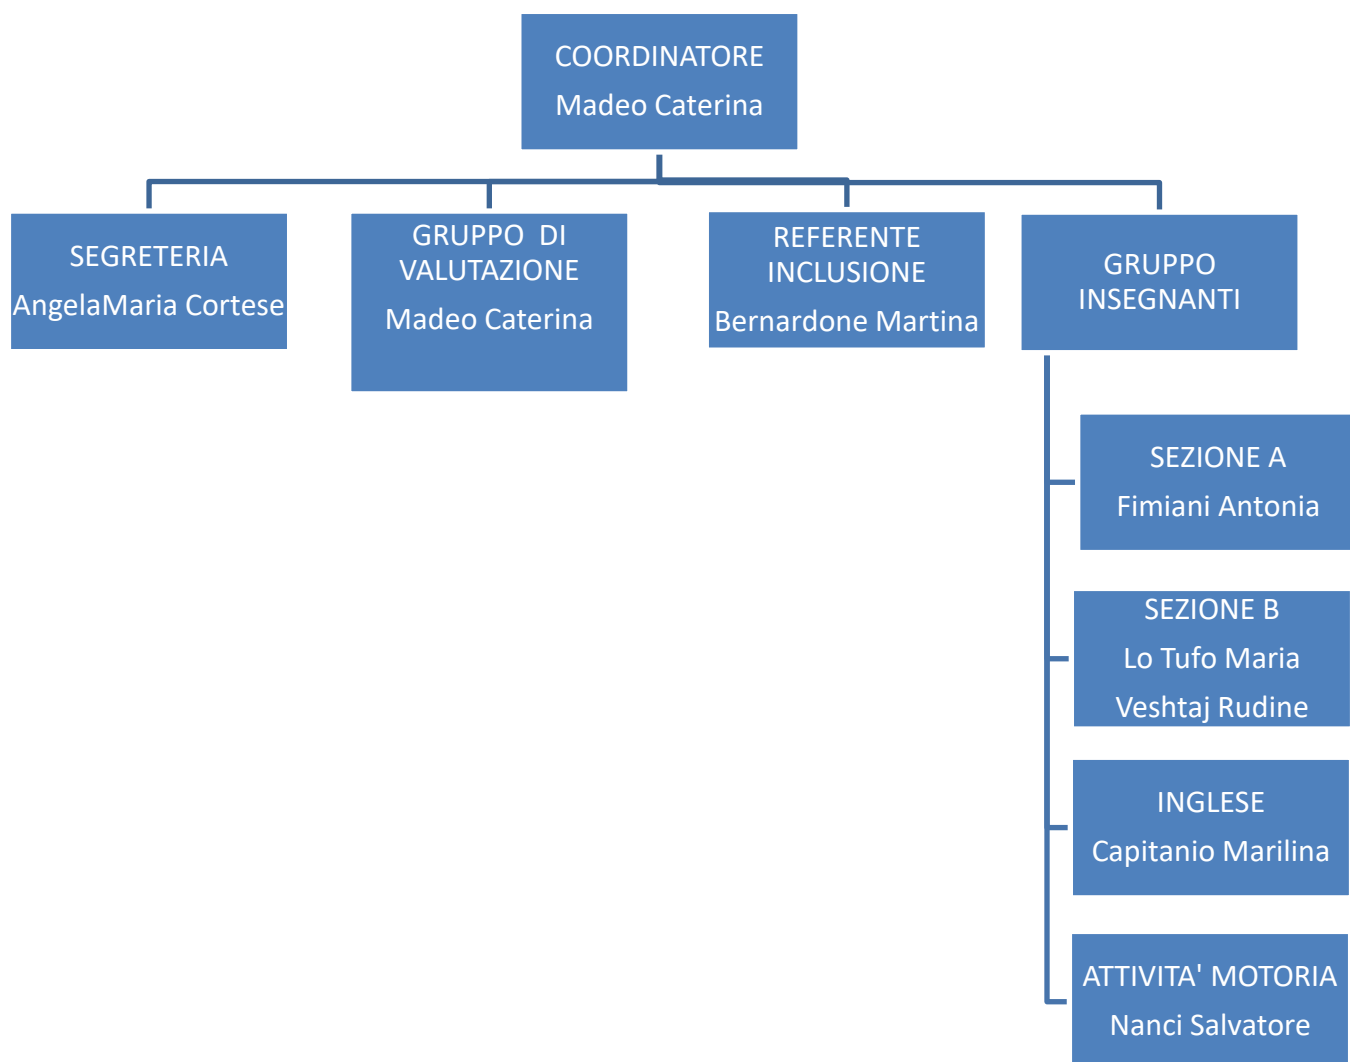 COORDINATORE
Madeo Caterina
SEGRETERIA
AngelaMaria Cortese
GRUPPO DI
VALUTAZIONE
Madeo Caterina
REFERENTE
INCLUSIONE
Bernardone Martina
GRUPPO
INSEGNANTI
SEZIONE A
Fimiani Antonia
SEZIONE B
Lo Tufo Maria
Veshtaj Rudine
INGLESE
Capitanio Marilina
ATTIVITA' MOTORIA
Nanci Salvatore